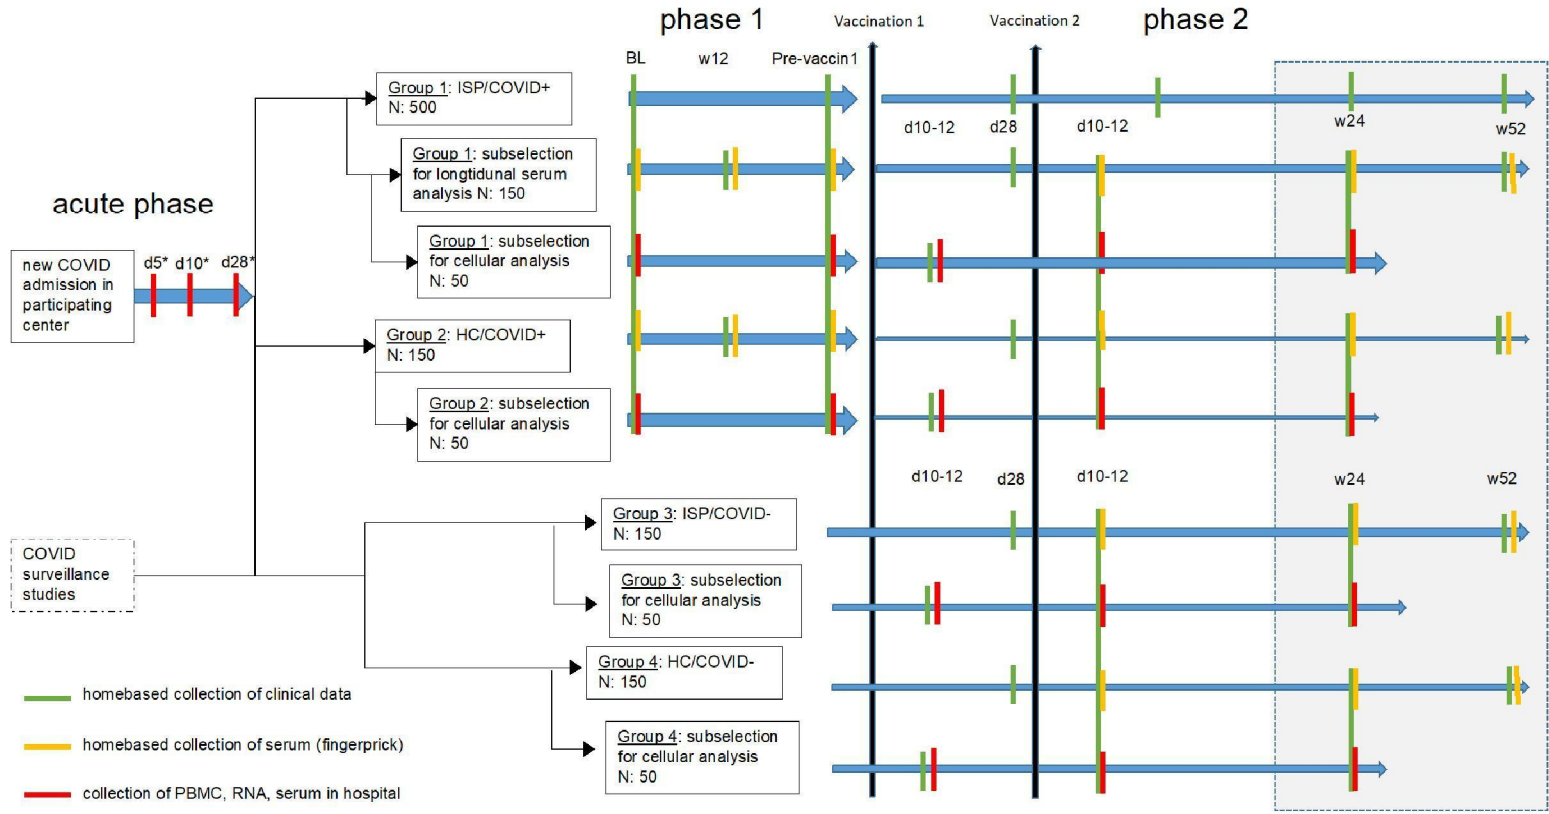 phase 1
Vaccination 1
Vaccination 2
phase 2
BL
w12
Pre-vaccin1
Group 1: ISP/COVID+
N: 500
d10-12
d28
d10-12
w24
w52
Group 1: subselection
for longtidunal serum
analysis N: 150
acute phase
Group 1: subselection
for cellular analysis
N: 50
new COVID
admission in
participating
center
d5*
d10*
d28*
Group 2: HC/COVID+
N: 150
Group 2: subselection
for cellular analysis
N: 50
d10-12
d28
d10-12
w24
w52
Group 3: ISP/COVID-
N: 150
COVID
surveillance
studies
Group 3: subselection
for cellular analysis
N: 50
Group 4: HC/COVID-
N: 150
Group 4: subselection
for cellular analysis
N: 50
homebased collection of clinical data
homebased collection of serum (fingerprick)
collection of PBMC, RNA, serum in hospital